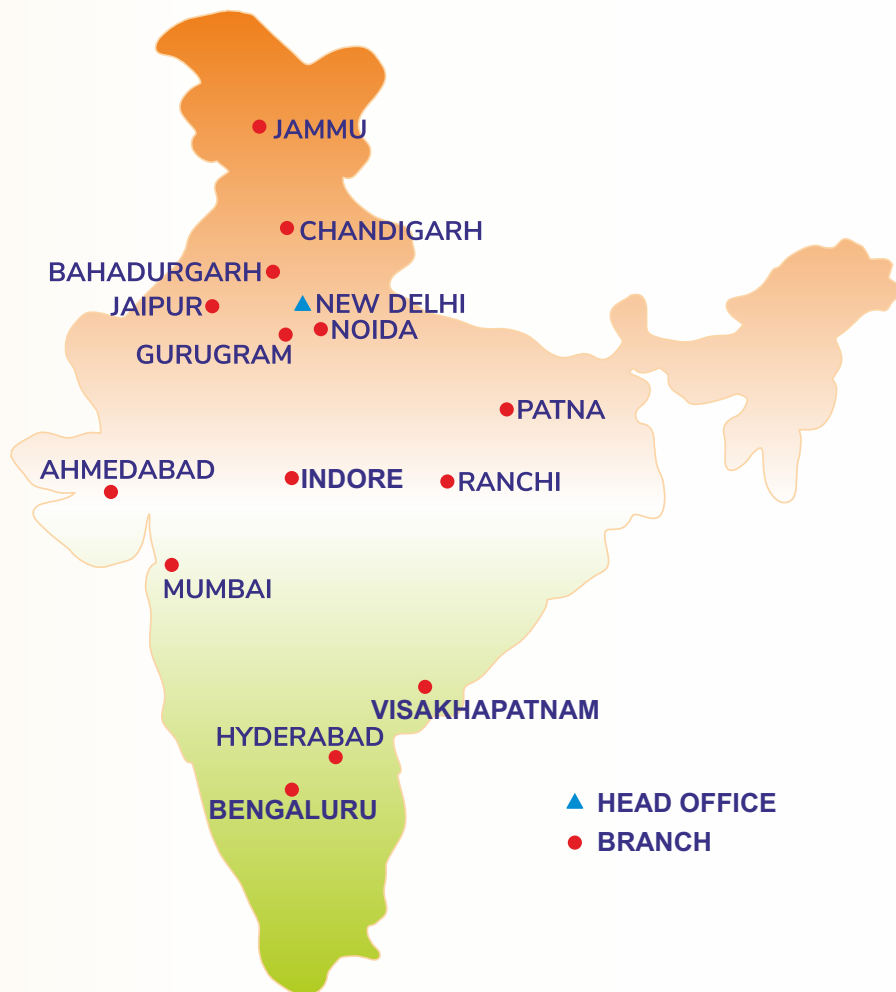 JAMMU
CHANDIGARH
BAHADURGARH
JAIPUR
NEW DELHI
NOIDA
GURUGRAM
PATNA
AHMEDABAD
INDORE
RANCHI
MUMBAI
VISAKHAPATNAM
HYDERABAD
BENGALURU
HEAD OFFICE
BRANCH